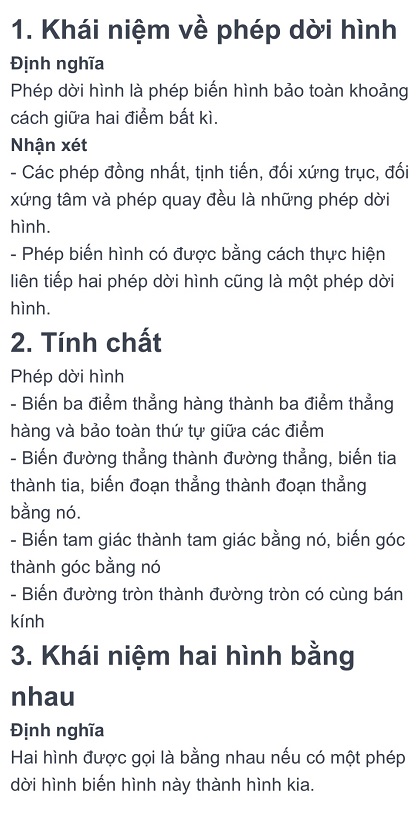 1. Khái niệm về phép dời hình
Định nghĩa
Phép dời hình là phép biến hình bảo toàn khoảng
cách giữa hai điểm bất kì.
Nhận xét
- Các phép đồng nhất, tịnh tiến, đối xứng trục, đối
xứng tâm và phép quay đều là những phép dời
hình.
- Phép biến hình có được bằng cách thực hiện
liên tiếp hai phép dời hình cũng là một phép dời
hình.
2. Tính chất
Phép dời hình
- Biến ba điểm thẳng hàng thành ba điểm thẳng
hàng và bảo toàn thứ tự giữa các điểm
- Biến đường thẳng thành đường thẳng, biến tia
thành tia, biến đoạn thẳng thành đoạn thẳng
bằng nó.
- Biến tam giác thành tam giác bằng nó, biến góc
thành góc bằng nó
- Biến đường tròn thành đường tròn có cùng bán
kính
3. Khái niệm hai hình bằng
nhau
Định nghĩa
Hai hình được gọi là bằng nhau nếu có một phép
dời hình biến hình này thành hình kia.